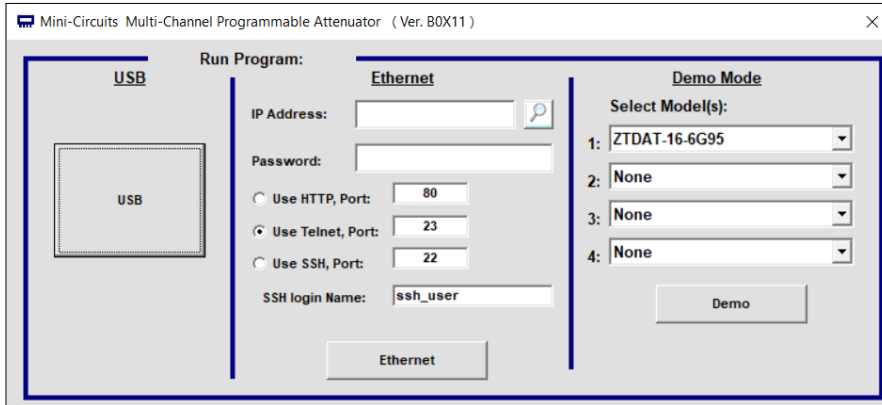 Mini-Circuits Multi-Channel Programmable Attenuator ( Ver. B0X11 )
Run Program:
USB
USB
Ethernet
IP Address:
Password:
Use HTTP, Port: 80
Use Telnet, Port: 23
Use SSH, Port: 22
SSH login Name: ssh_user
Ethernet
Demo Mode
Select Model(s):
1: ZTDAT-16-6G95
2: None
3: None
4: None
Demo